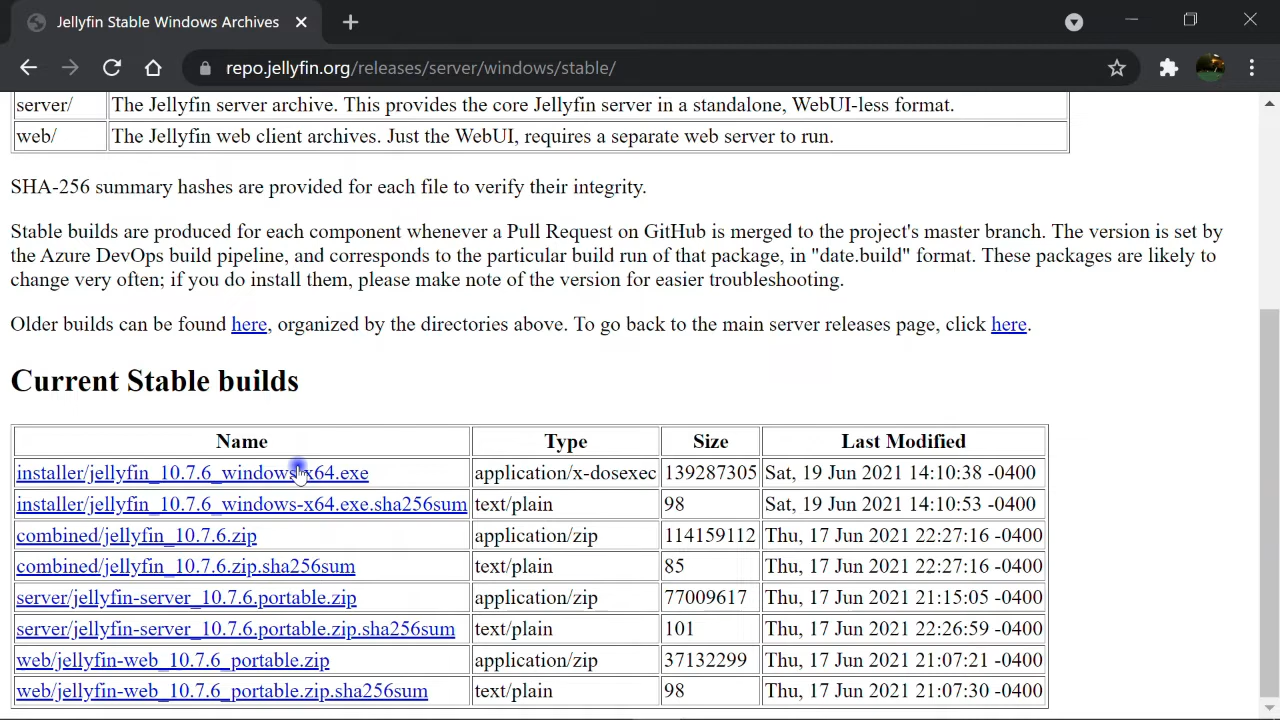 Jellyfin Stable Windows Archives
repo.jellyfin.org/releases/server/windows/stable/
server/ The Jellyfin server archive. This provides the core Jellyfin server in a standalone, WebUI-less format.
web/ The Jellyfin web client archives. Just the WebUI, requires a separate web server to run.
SHA-256 summary hashes are provided for each file to verify their integrity.
Stable builds are produced for each component whenever a Pull Request on GitHub is merged to the project's master branch. The version is set by
the Azure DevOps build pipeline, and corresponds to the particular build run of that package, in "date.build" format. These packages are likely to
change very often; if you do install them, please make note of the version for easier troubleshooting.
Older builds can be found here, organized by the directories above. To go back to the main server releases page, click here.
Current Stable builds
Name Type Size Last Modified
installer/jellyfin_10.7.6_windows-x64.exe application/x-dosexec 139287305 Sat, 19 Jun 2021 14:10:38 -0400
installer/jellyfin_10.7.6_windows-x64.exe.sha256sum text/plain 98 Sat, 19 Jun 2021 14:10:53 -0400
combined/jellyfin_10.7.6.zip application/zip 114159112 Thu, 17 Jun 2021 22:27:16 -0400
combined/jellyfin_10.7.6.zip.sha256sum text/plain 85 Thu, 17 Jun 2021 22:27:16 -0400
server/jellyfin-server_10.7.6.portable.zip application/zip 77009617 Thu, 17 Jun 2021 21:15:05 -0400
server/jellyfin-server_10.7.6.portable.zip.sha256sum text/plain 101 Thu, 17 Jun 2021 22:26:59 -0400
web/jellyfin-web_10.7.6_portable.zip application/zip 37132299 Thu, 17 Jun 2021 21:07:21 -0400
web/jellyfin-web_10.7.6_portable.zip.sha256sum text/plain 98 Thu, 17 Jun 2021 21:07:30 -0400